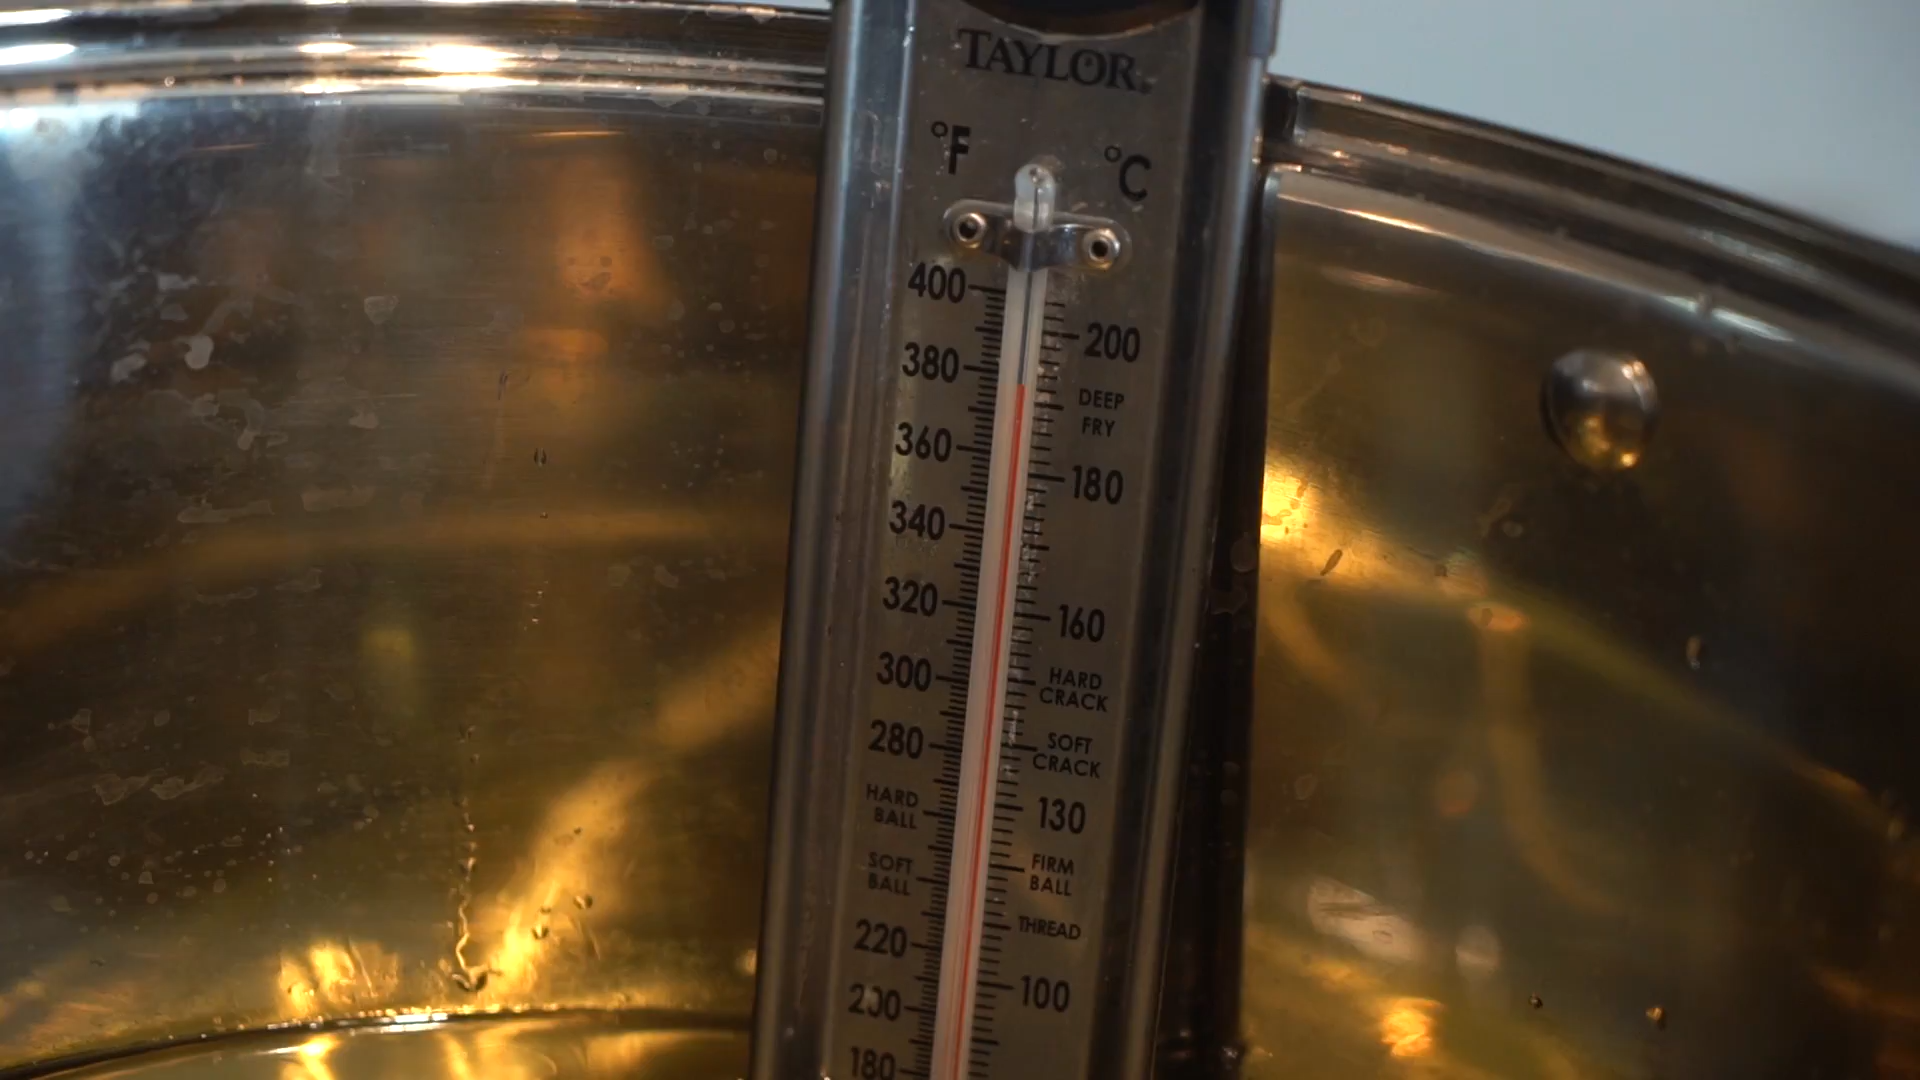 TAYLOR
°F °C
400
200
380
DEEP
FRY
360
180
340
320
160
300
HARD
CRACK
280
SOFT
CRACK
HARD
BALL
130
SOFT
BALL
FIRM
BALL
THREAD
220
100
200
180